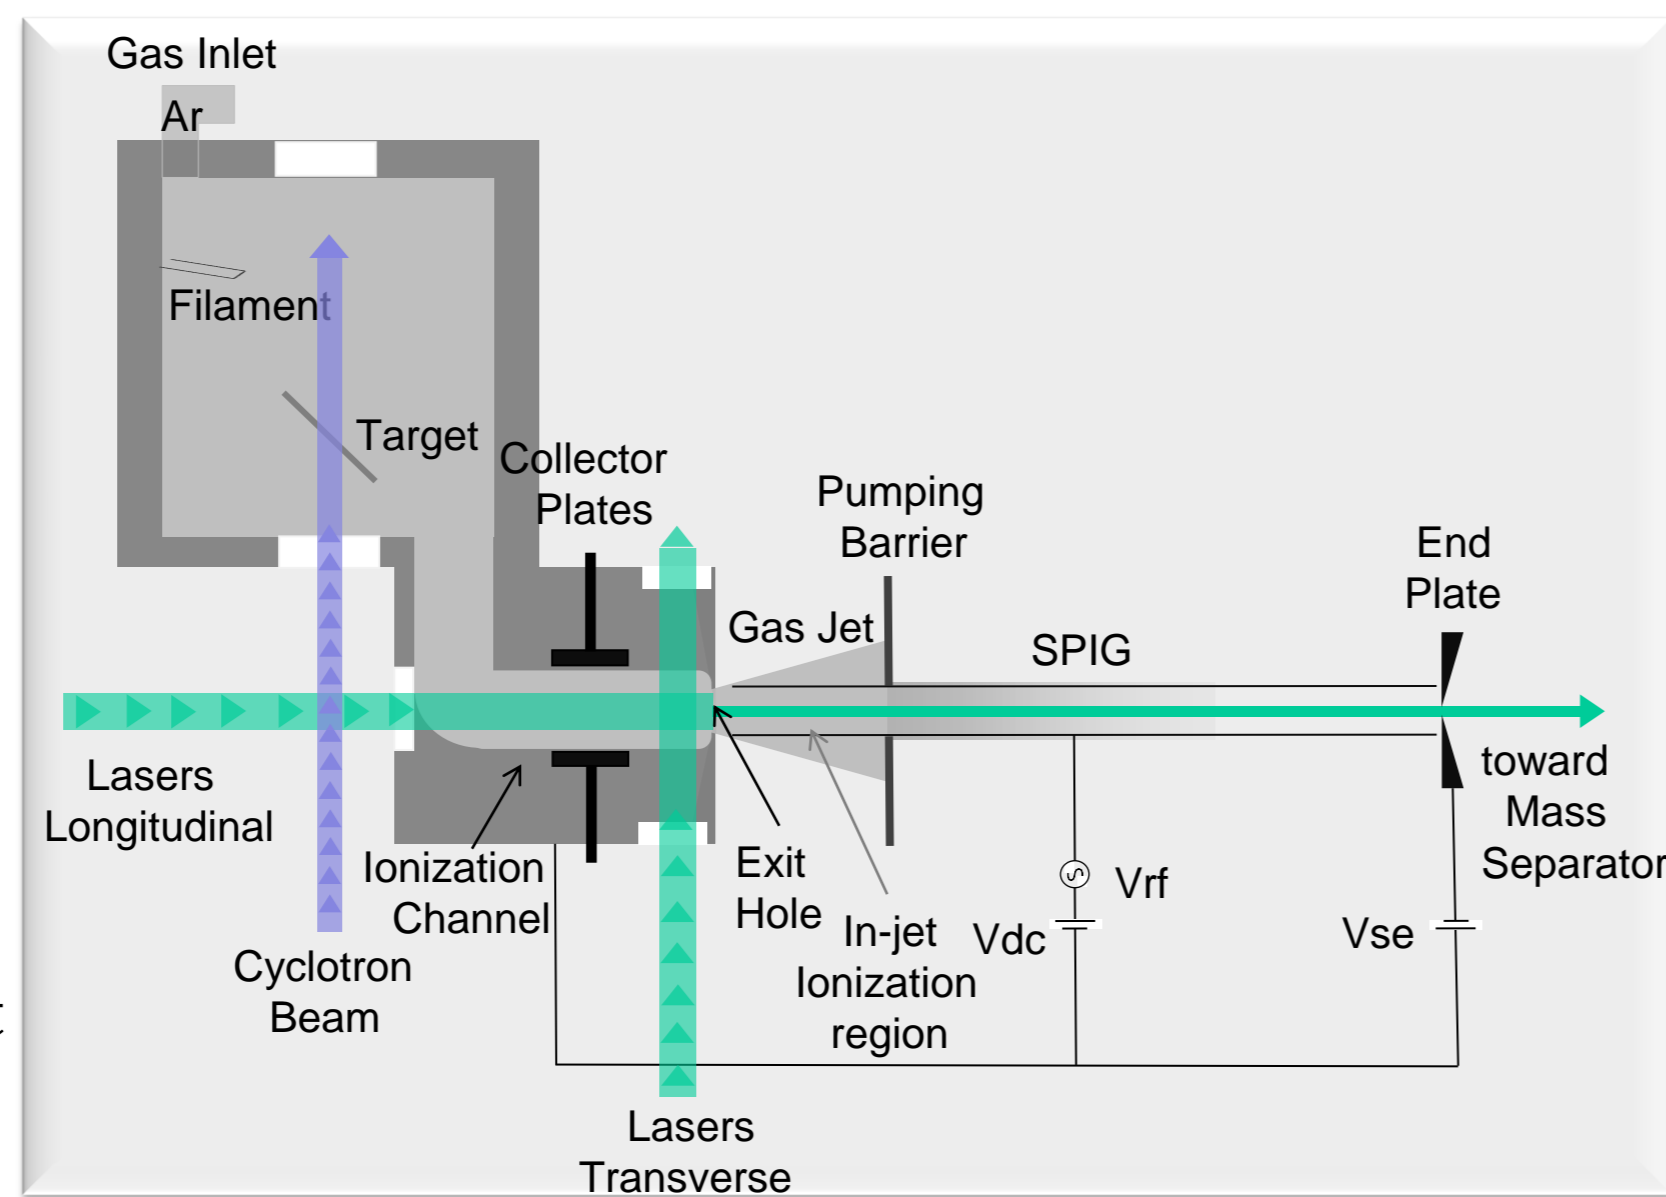 Gas Inlet
Ar
Filament
Target
Collector
Plates
Pumping
Barrier
End
Plate
Gas Jet
SPIG
Lasers
Longitudinal
toward
Mass
Separator
Ionization
Channel
Exit
Hole
Vrf
In-jet
Ionization
region
Vdc
Vse
Cyclotron
Beam
Lasers
Transverse